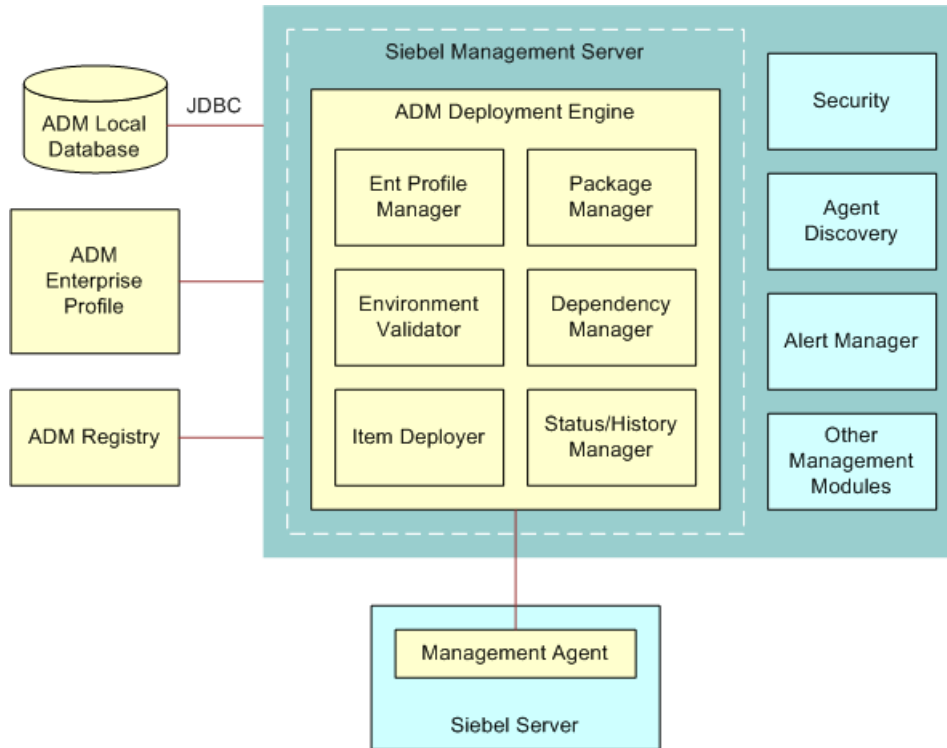 Siebel Management Server
JDBC
ADM Local
Database
ADM
Enterprise
Profile
ADM Registry
ADM Deployment Engine
Ent Profile
Manager
Package
Manager
Environment
Validator
Dependency
Manager
Item Deployer
Status/History
Manager
Security
Agent
Discovery
Alert Manager
Other
Management
Modules
Management Agent
Siebel Server